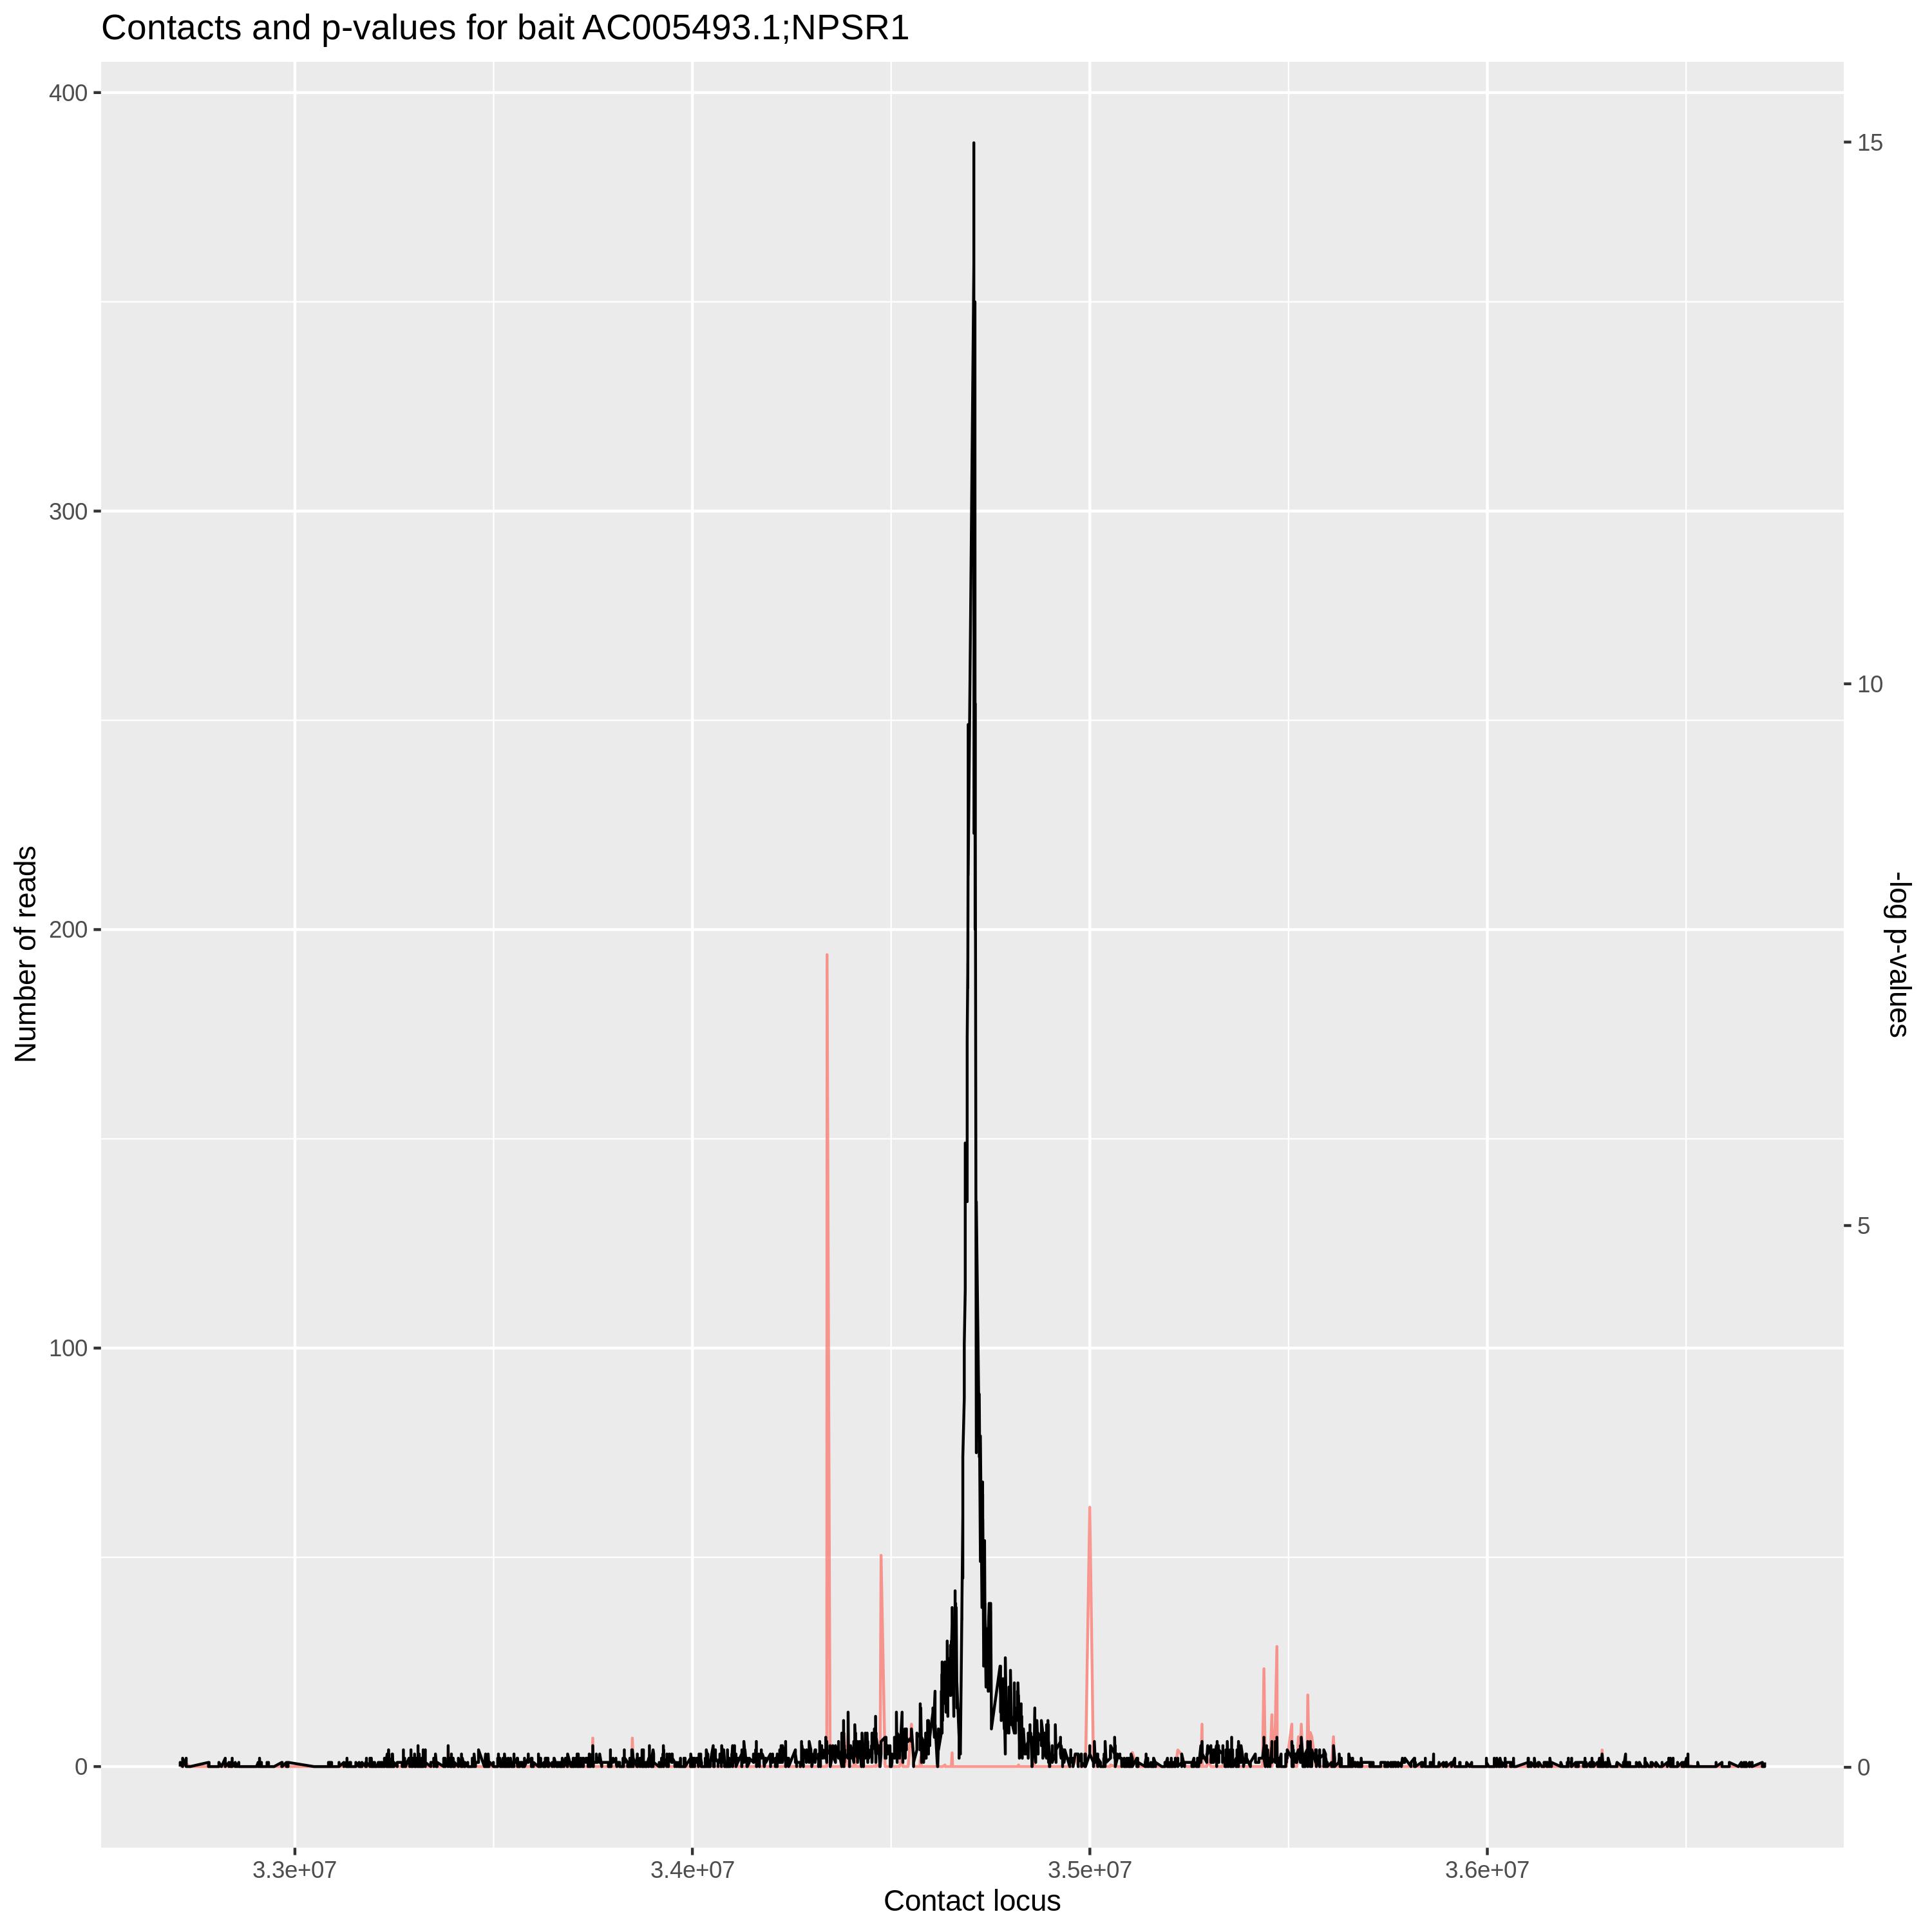 Contacts and p-values for bait AC005493.1;NPSR1
400
300
200
100
0
Number of reads
15
10
5
0
-log p-values
3.3e+07
3.4e+07
3.5e+07
3.6e+07
Contact locus